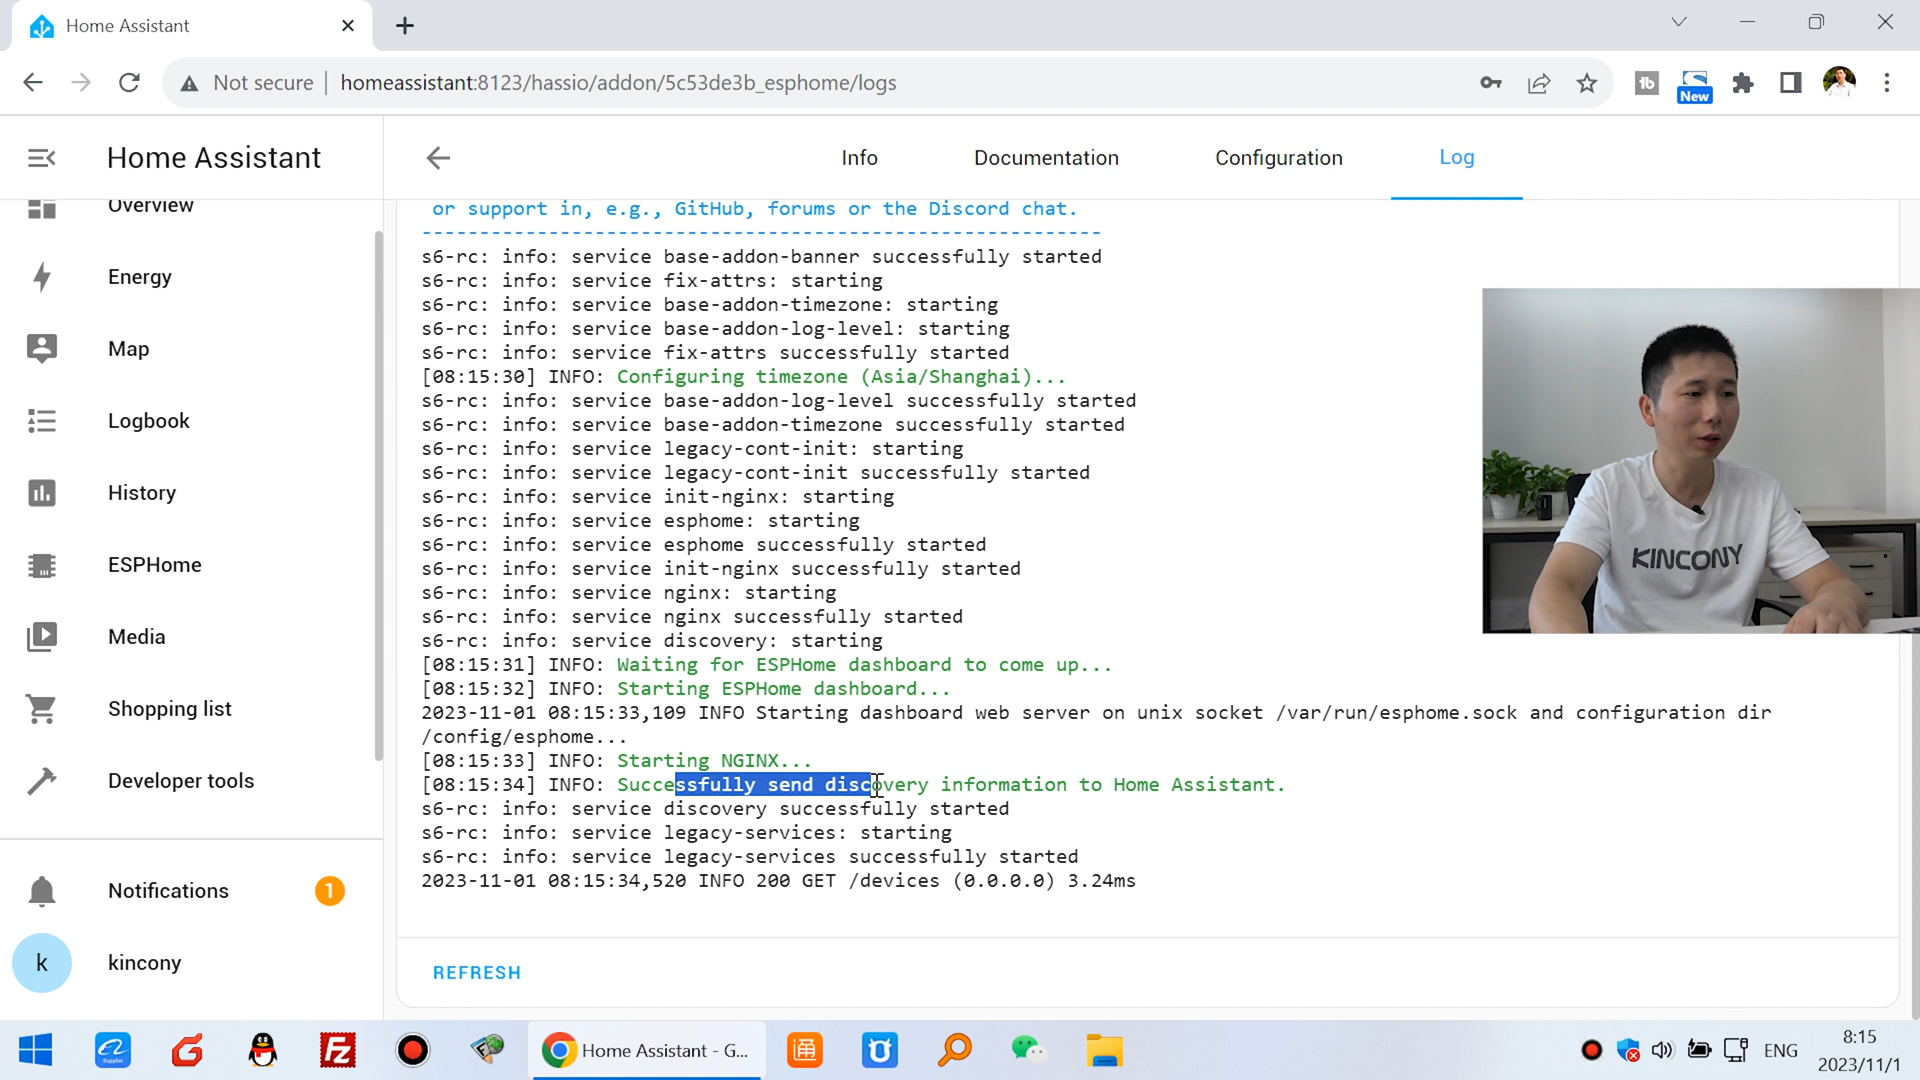 Home Assistant
Not secure
homeassistant:8123/hassio/addon/5c53de3b_esphome/logs
New
Home Assistant
Info
Documentation
Configuration
Log
Overview
Energy
Map
Logbook
History
ESPHome
Media
Shopping list
Developer tools
Notifications
1
k
kincony
or support in, e.g., GitHub, forums or the Discord chat.
-----------------------------------------------------------
s6-rc: info: service base-addon-banner successfully started
s6-rc: info: service fix-attrs: starting
s6-rc: info: service base-addon-timezone: starting
s6-rc: info: service base-addon-log-level: starting
s6-rc: info: service fix-attrs successfully started
[08:15:30] INFO: Configuring timezone (Asia/Shanghai)...
s6-rc: info: service base-addon-log-level successfully started
s6-rc: info: service base-addon-timezone successfully started
s6-rc: info: service legacy-cont-init: starting
s6-rc: info: service legacy-cont-init successfully started
s6-rc: info: service init-nginx: starting
s6-rc: info: service esphome: starting
s6-rc: info: service esphome successfully started
s6-rc: info: service init-nginx successfully started
s6-rc: info: service nginx: starting
s6-rc: info: service nginx successfully started
s6-rc: info: service discovery: starting
[08:15:31] INFO: Waiting for ESPHome dashboard to come up...
[08:15:32] INFO: Starting ESPHome dashboard...
2023-11-01 08:15:33,109 INFO Starting dashboard web server on unix socket /var/run/esphome.sock and configuration dir
/config/esphome...
[08:15:33] INFO: Starting NGINX...
[08:15:34] INFO: Successfully send discovery information to Home Assistant.
s6-rc: info: service discovery successfully started
s6-rc: info: service legacy-services: starting
s6-rc: info: service legacy-services successfully started
2023-11-01 08:15:34,520 INFO 200 GET /devices (0.0.0.0) 3.24ms
REFRESH
KINCONY
Home Assistant - G...
通
ENG
8:15
2023/11/1